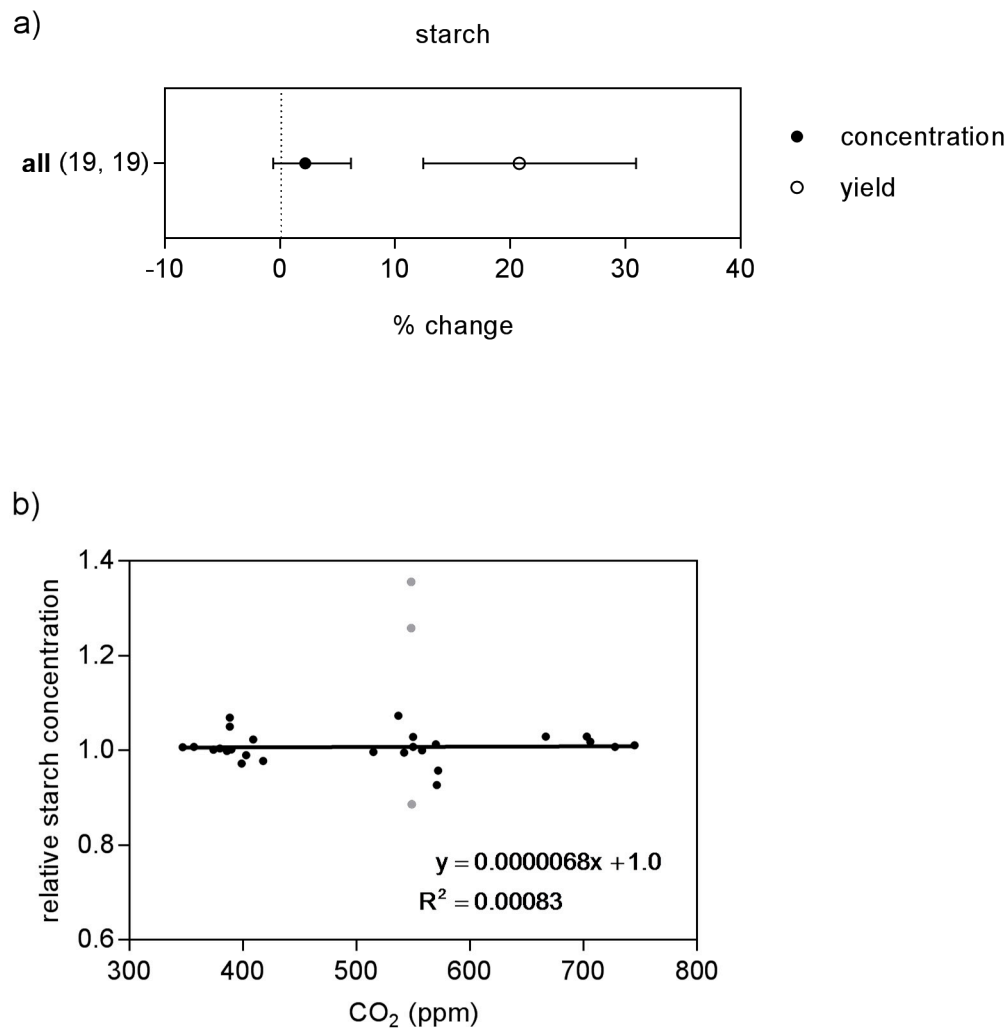 a)
starch
all (19, 19)
concentration
yield
-10 0 10 20 30 40
% change
b)
relative starch concentration
1.4
1.2
1.0
0.8
0.6
y = 0.0000068x + 1.0
R² = 0.00083
300 400 500 600 700 800
CO₂ (ppm)